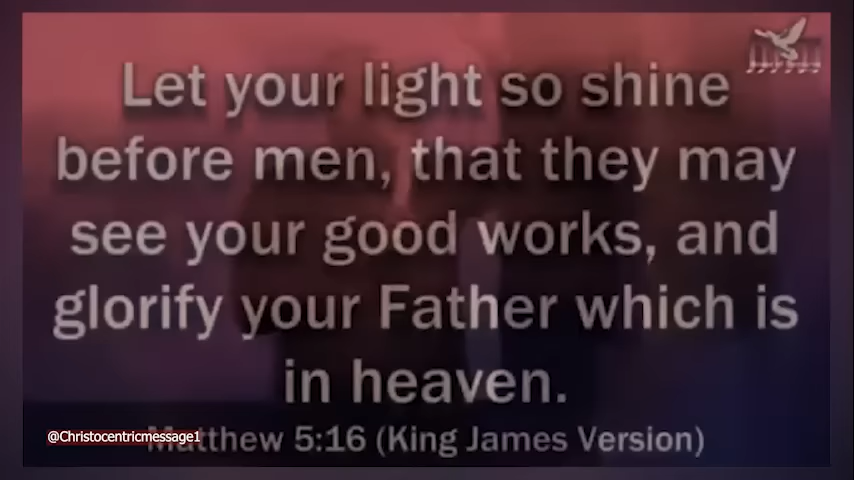 Let your light so shine
before men, that they may
see your good works, and
glorify your Father which is
in heaven.
@Christocentricmessage1
Matthew 5:16 (King James Version)